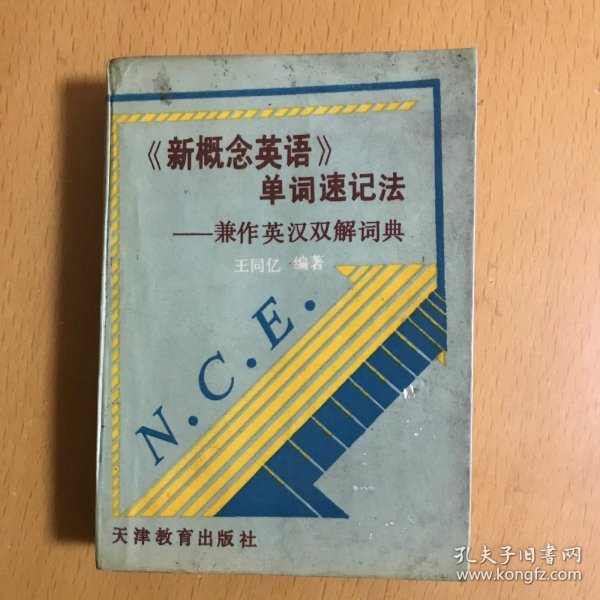 《新概念英语》
单词速记法
——兼作英汉双解词典
王同亿 编著
N.C.E.
天津教育出版社
孔夫子旧书网
www.kongfz.com